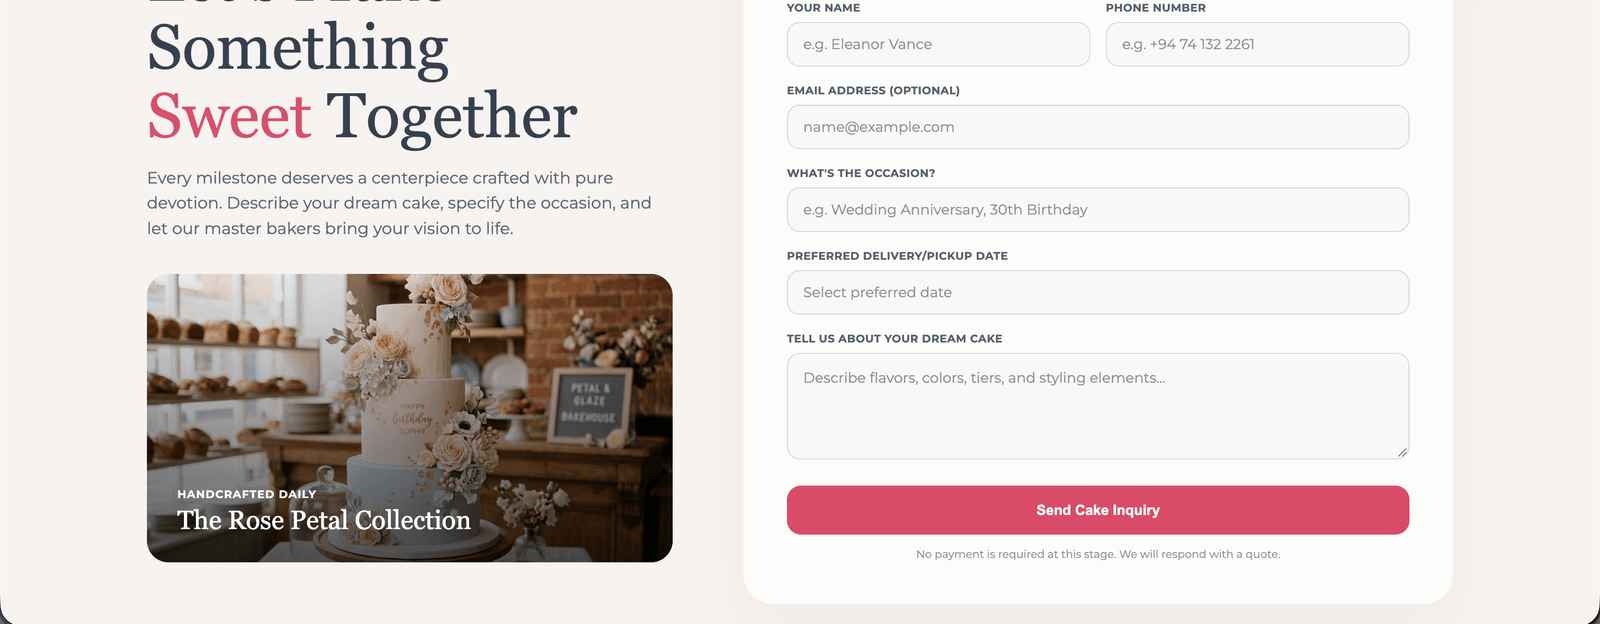 Something
Sweet Together
Every milestone deserves a centerpiece crafted with pure
devotion. Describe your dream cake, specify the occasion, and
let our master bakers bring your vision to life.
HAPPY
birthday
SOPHIE
PETAL &
GLAZE
BAKEHOUSE
HANDCRAFTED DAILY
The Rose Petal Collection
YOUR NAME
e.g. Eleanor Vance
PHONE NUMBER
e.g. +94 74 132 2261
EMAIL ADDRESS (OPTIONAL)
name@example.com
WHAT'S THE OCCASION?
e.g. Wedding Anniversary, 30th Birthday
PREFERRED DELIVERY/PICKUP DATE
Select preferred date
TELL US ABOUT YOUR DREAM CAKE
Describe flavors, colors, tiers, and styling elements...
Send Cake Inquiry
No payment is required at this stage. We will respond with a quote.